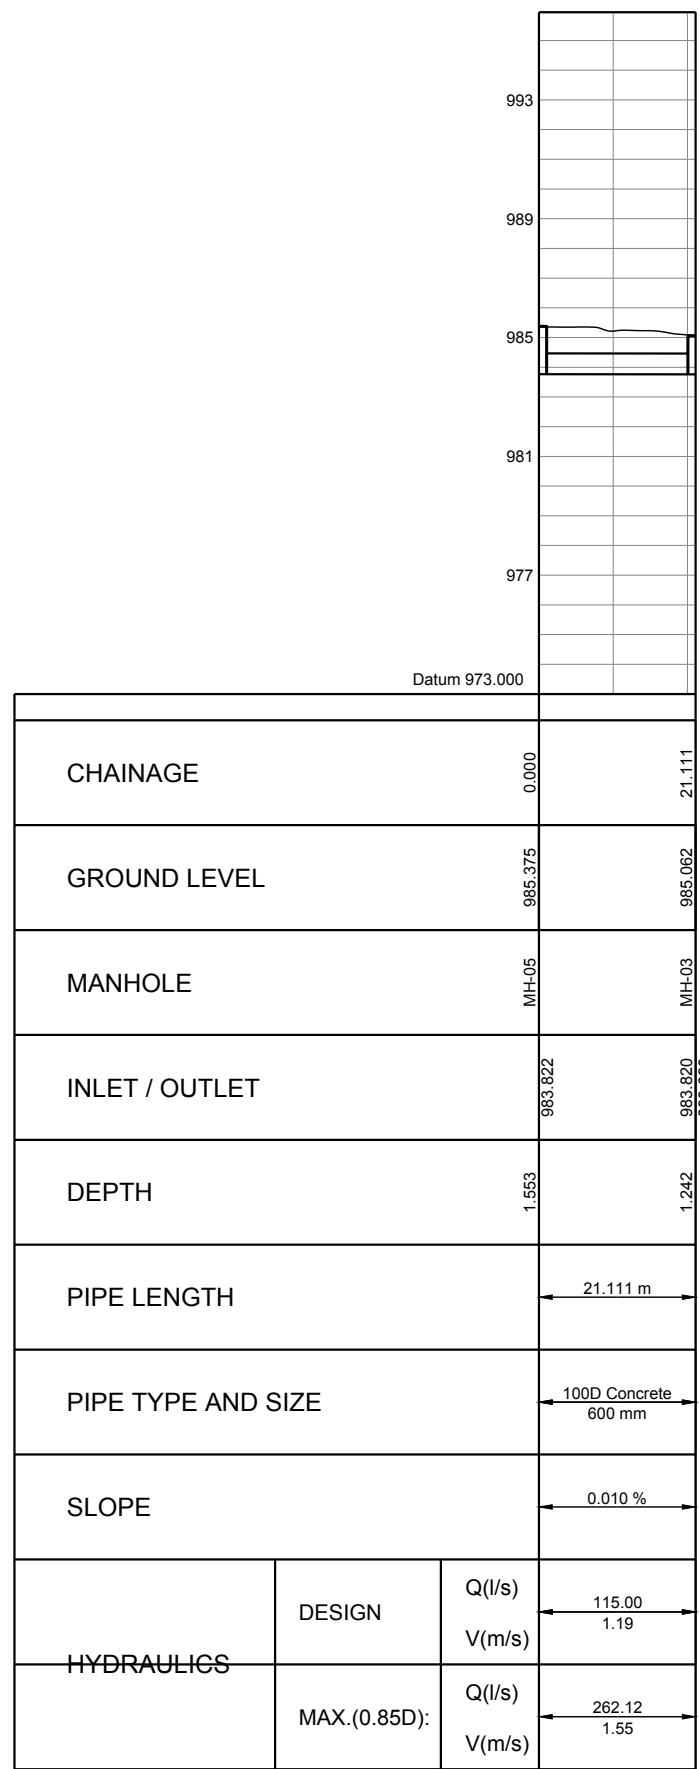 993
989
985
981
977
Datum 973.000
CHAINAGE 0.000 21.111
GROUND LEVEL 985.375 985.062
MANHOLE MH-05 MH-03
INLET / OUTLET 983.822 983.820
DEPTH 1.553 1.242
PIPE LENGTH 21.111 m
PIPE TYPE AND SIZE 100D Concrete
600 mm
SLOPE 0.010 %
HYDRAULICS
DESIGN
Q(l/s) 115.00
V(m/s) 1.19
MAX.(0.85D):
Q(l/s) 262.12
V(m/s) 1.55